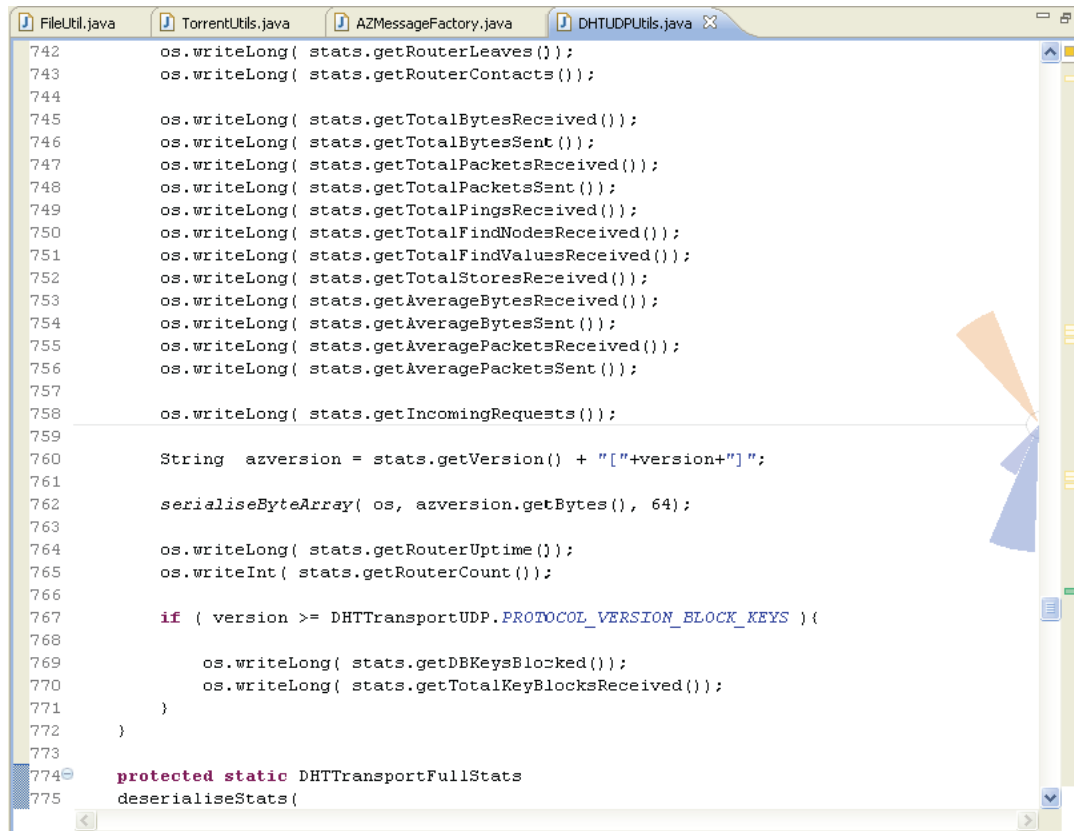 FileUtil.java TorrentUtils.java AZMessageFactory.java DHTUDPUtils.java
742 os.writeLong( stats.getRouterLeaves());
743 os.writeLong( stats.getRouterContacts());
744
745 os.writeLong( stats.getTotalBytesReceived());
746 os.writeLong( stats.getTotalBytesSent());
747 os.writeLong( stats.getTotalPacketsReceived());
748 os.writeLong( stats.getTotalPacketsSent());
749 os.writeLong( stats.getTotalPingsReceived());
750 os.writeLong( stats.getTotalFindNodesReceived());
751 os.writeLong( stats.getTotalFindValuesReceived());
752 os.writeLong( stats.getTotalStoresReceived());
753 os.writeLong( stats.getAverageBytesReceived());
754 os.writeLong( stats.getAverageBytesSent());
755 os.writeLong( stats.getAveragePacketsReceived());
756 os.writeLong( stats.getAveragePacketsSent());
757
758 os.writeLong( stats.getIncomingRequests());
759
760 String azversion = stats.getVersion() + "["+version+"]";
761
762 serialiseByteArray( os, azversion.getBytes(), 64);
763
764 os.writeLong( stats.getRouterUptime());
765 os.writeInt( stats.getRouterCount());
766
767 if ( version >= DHTTransportUDP.PROTOCOL_VERSION_BLOCK_KEYS ){
768
769 os.writeLong( stats.getDBKeysBlocked());
770 os.writeLong( stats.getTotalKeyBlocksReceived());
771 }
772 }
773
774 protected static DHTTransportFullStats
775 deserialiseStats(